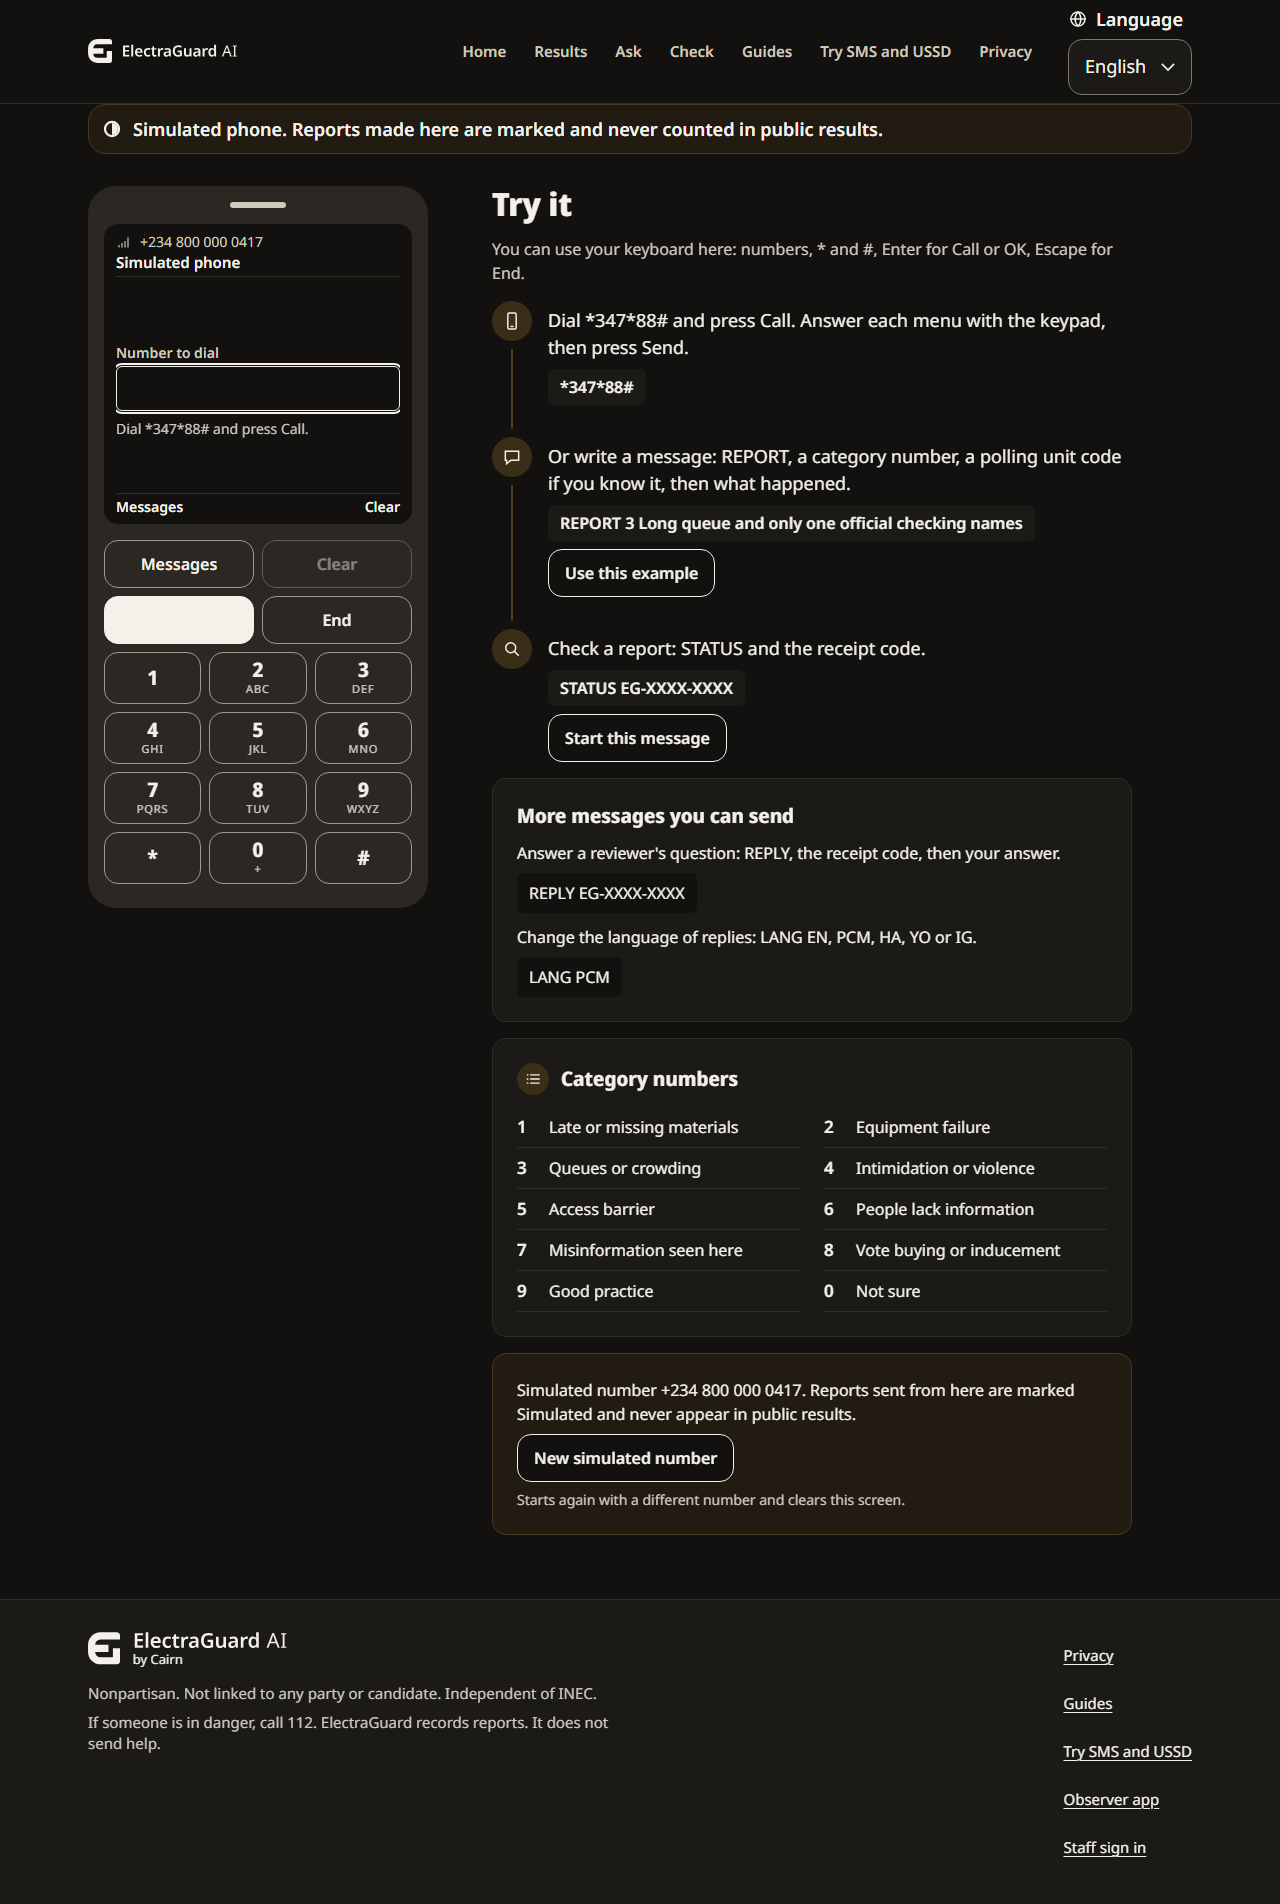 ElectraGuard AI
Home
Results
Ask
Check
Guides
Try SMS and USSD
Privacy
Language
English
Simulated phone. Reports made here are marked and never counted in public results.
+234 800 000 0417
Simulated phone
Number to dial
Dial *347*88# and press Call.
Messages
Clear
Messages
Clear
End
1
2
ABC
3
DEF
4
GHI
5
JKL
6
MNO
7
PQRS
8
TUV
9
WXYZ
*
0
+
#
Try it
You can use your keyboard here: numbers, * and #, Enter for Call or OK, Escape for
End.
Dial *347*88# and press Call. Answer each menu with the keypad,
then press Send.
*347*88#
Or write a message: REPORT, a category number, a polling unit code
if you know it, then what happened.
REPORT 3 Long queue and only one official checking names
Use this example
Check a report: STATUS and the receipt code.
STATUS EG-XXXX-XXXX
Start this message
More messages you can send
Answer a reviewer's question: REPLY, the receipt code, then your answer.
REPLY EG-XXXX-XXXX
Change the language of replies: LANG EN, PCM, HA, YO or IG.
LANG PCM
Category numbers
1 Late or missing materials
2 Equipment failure
3 Queues or crowding
4 Intimidation or violence
5 Access barrier
6 People lack information
7 Misinformation seen here
8 Vote buying or inducement
9 Good practice
0 Not sure
Simulated number +234 800 000 0417. Reports sent from here are marked
Simulated and never appear in public results.
New simulated number
Starts again with a different number and clears this screen.
ElectraGuard AI
by Cairn
Nonpartisan. Not linked to any party or candidate. Independent of INEC.
If someone is in danger, call 112. ElectraGuard records reports. It does not
send help.
Privacy
Guides
Try SMS and USSD
Observer app
Staff sign in